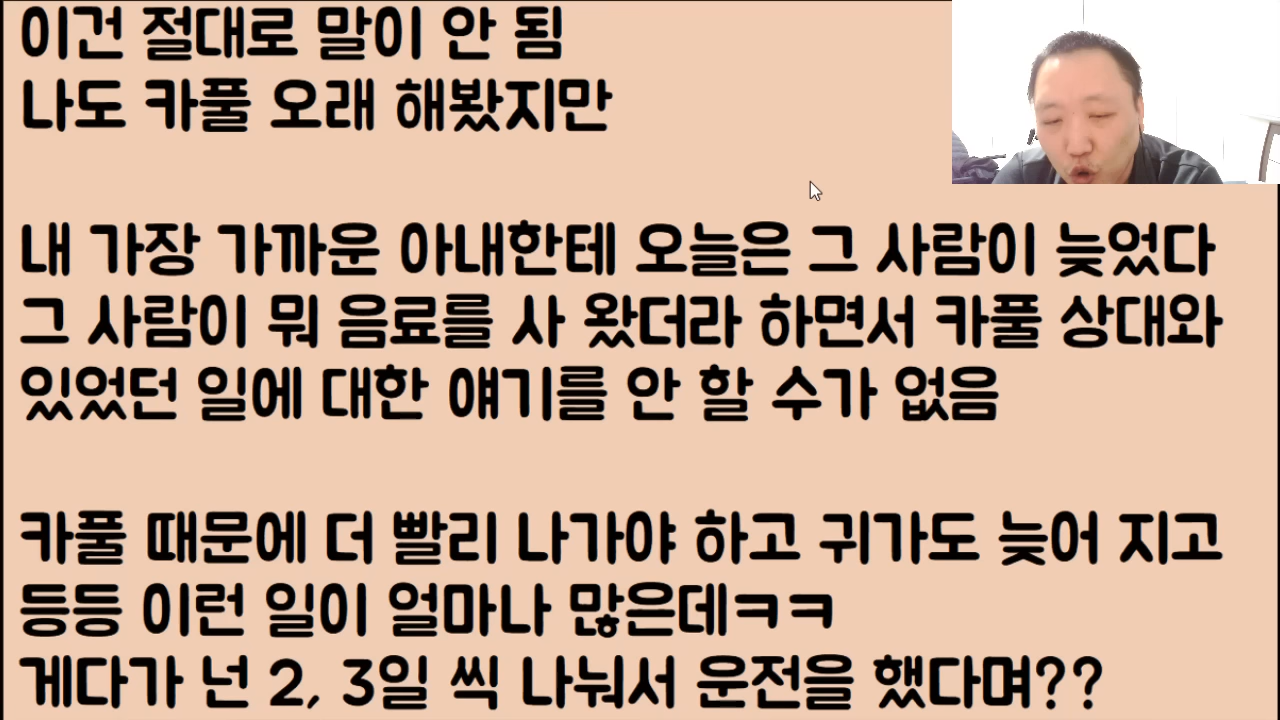 이건 절대로 말이 안 됨
나도 카풀 오래 해봤지만
내 가장 가까운 아내한테 오늘은 그 사람이 늦었다
그 사람이 뭐 음료를 사 왔더라 하면서 카풀 상대와
있었던 일에 대한 얘기를 안 할 수가 없음
카풀 때문에 더 빨리 나가야 하고 귀가도 늦어 지고
등등 이런 일이 얼마나 많은데ㅋㅋ
게다가 넌 2, 3일 씩 나눠서 운전을 했다며??